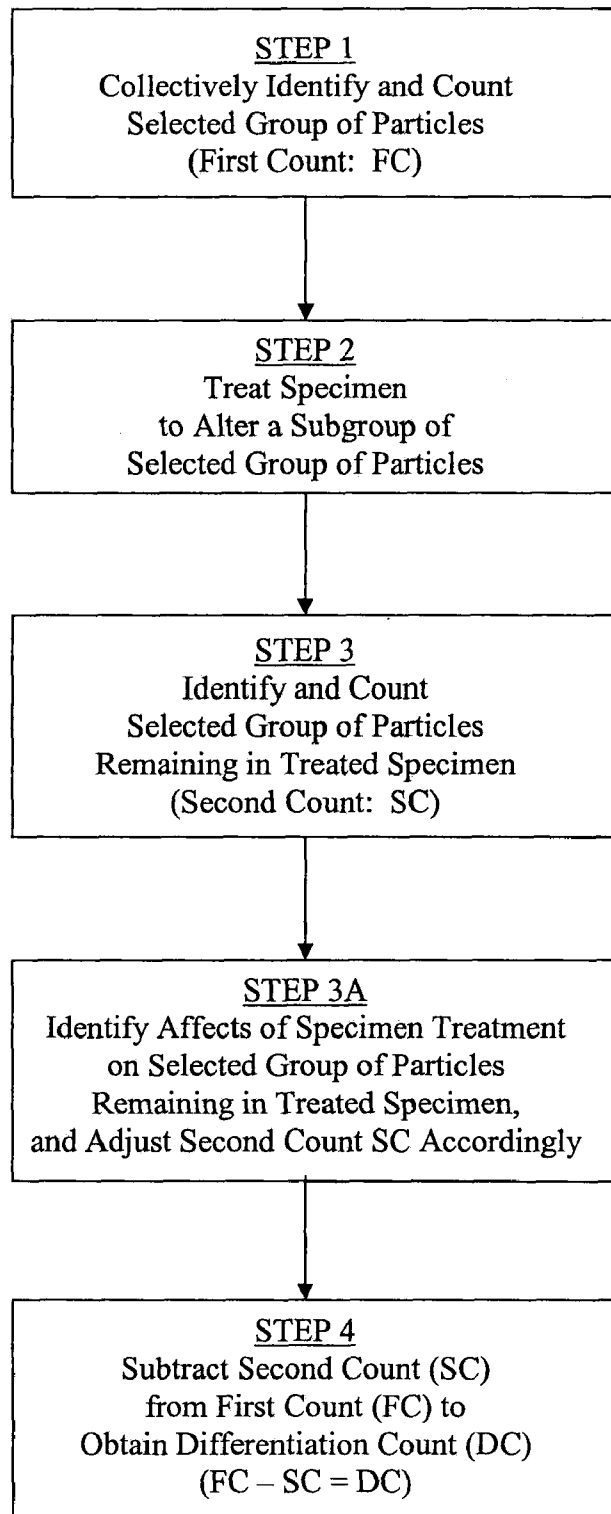 STEP 1
Collectively Identify and Count
Selected Group of Particles
(First Count: FC)
STEP 2
Treat Specimen
to Alter a Subgroup of
Selected Group of Particles
STEP 3
Identify and Count
Selected Group of Particles
Remaining in Treated Specimen
(Second Count: SC)
STEP 3A
Identify Affects of Specimen Treatment
on Selected Group of Particles
Remaining in Treated Specimen,
and Adjust Second Count SC Accordingly
STEP 4
Subtract Second Count (SC)
from First Count (FC) to
Obtain Differentiation Count (DC)
(FC – SC = DC)